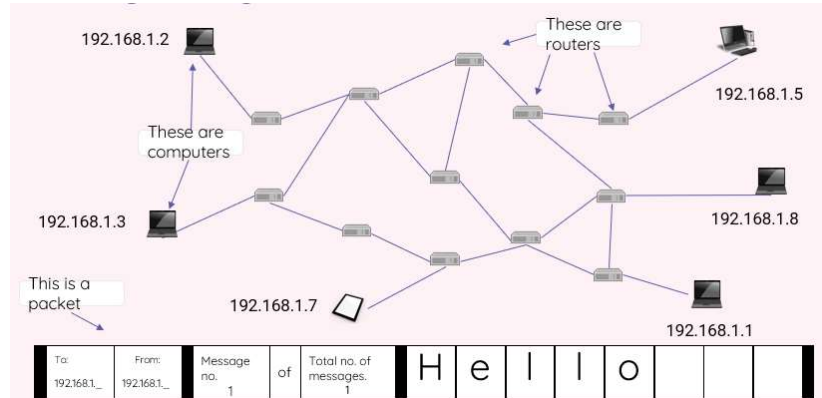 These are
routers
192.168.1.2
192.168.1.5
These are
computers
192.168.1.3
192.168.1.8
This is a
packet
192.168.1.7
192.168.1.1
To:
192.168.1._
From:
192.168.1._
Message
no.
1
of
Total no. of
messages.
1
H e l l o